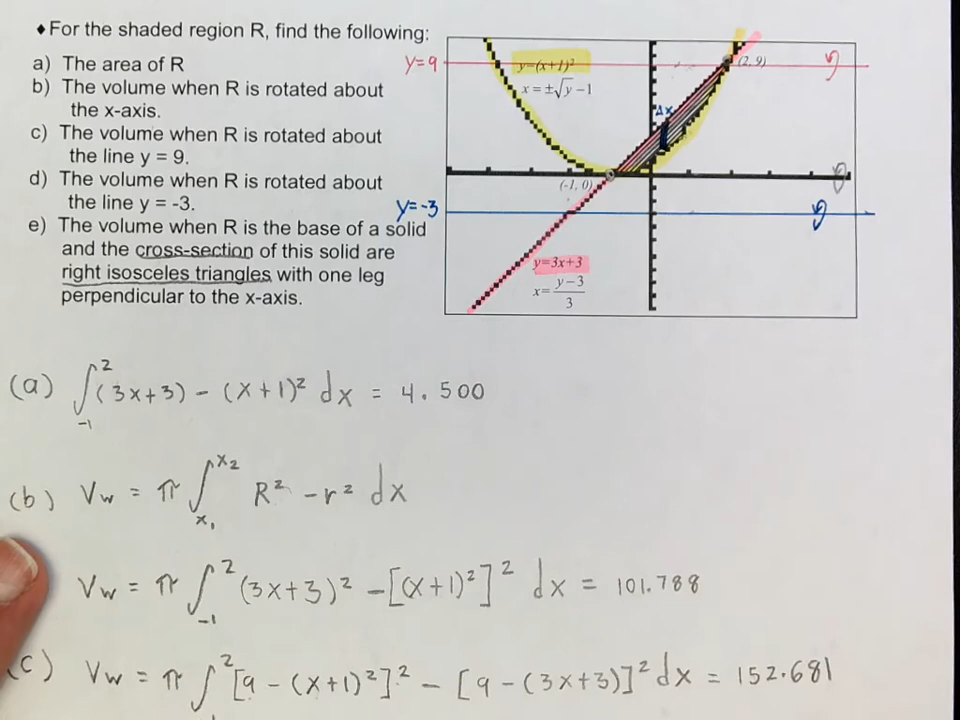 ♦For the shaded region R, find the following:
a) The area of R
b) The volume when R is rotated about
the x-axis.
c) The volume when R is rotated about
the line y = 9.
d) The volume when R is rotated about
the line y = -3.
e) The volume when R is the base of a solid
and the cross-section of this solid are
right isosceles triangles with one leg
perpendicular to the x-axis.
y=9
y=(x+1)²
x=±√y−1
(2, 9)
Δx
(-1, 0)
y=-3
y=3x+3
x=(y−3)/3
(a) ∫₋₁² (3x+3) - (x+1)² dx = 4.500
(b) Vw = π ∫ₓ₁ˣ² R² - r² dx
Vw = π ∫₋₁² (3x+3)² - [(x+1)²]² dx = 101.788
(c) Vw = π ∫² [9 - (x+1)²]² - [9 - (3x+3)]² dx = 152.681